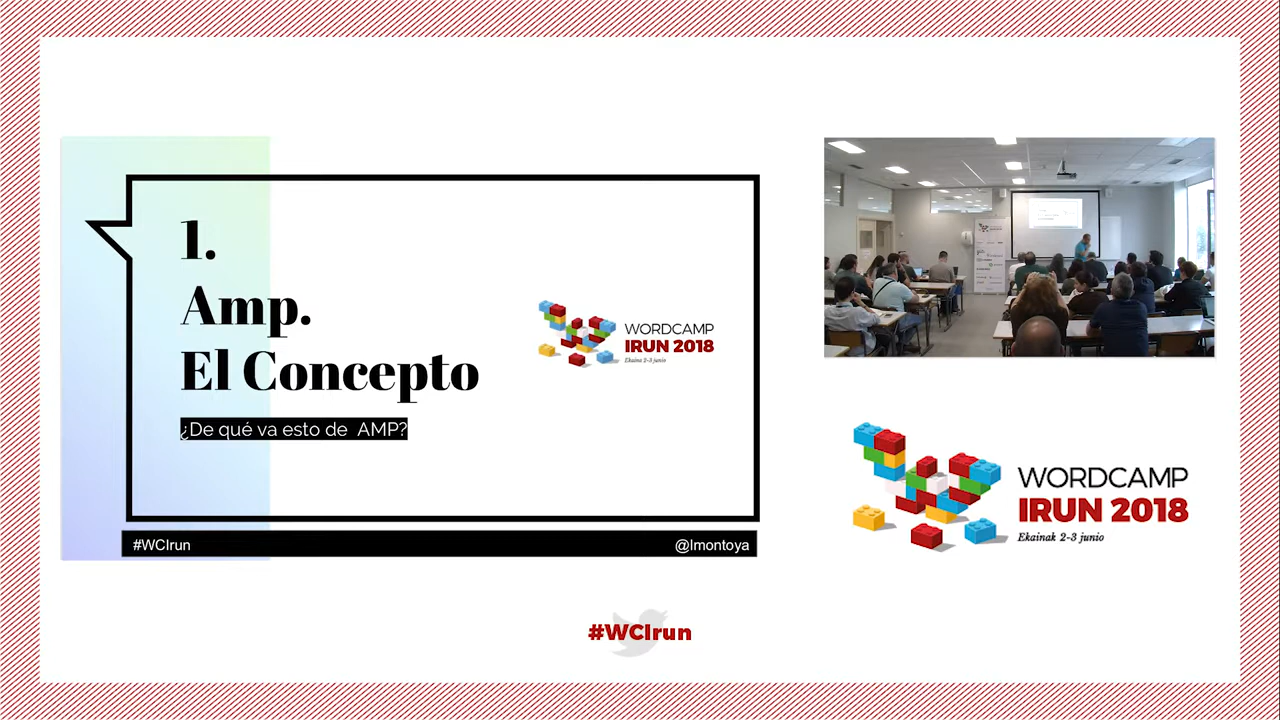 1.
Amp.
El Concepto
¿De qué va esto de AMP?
WORDCAMP
IRUN 2018
Ekaina 2-3 junio
#WCIrun
@lmontoya
WORDCAMP
IRUN 2018
Ekainak 2-3 junio
#WCIrun